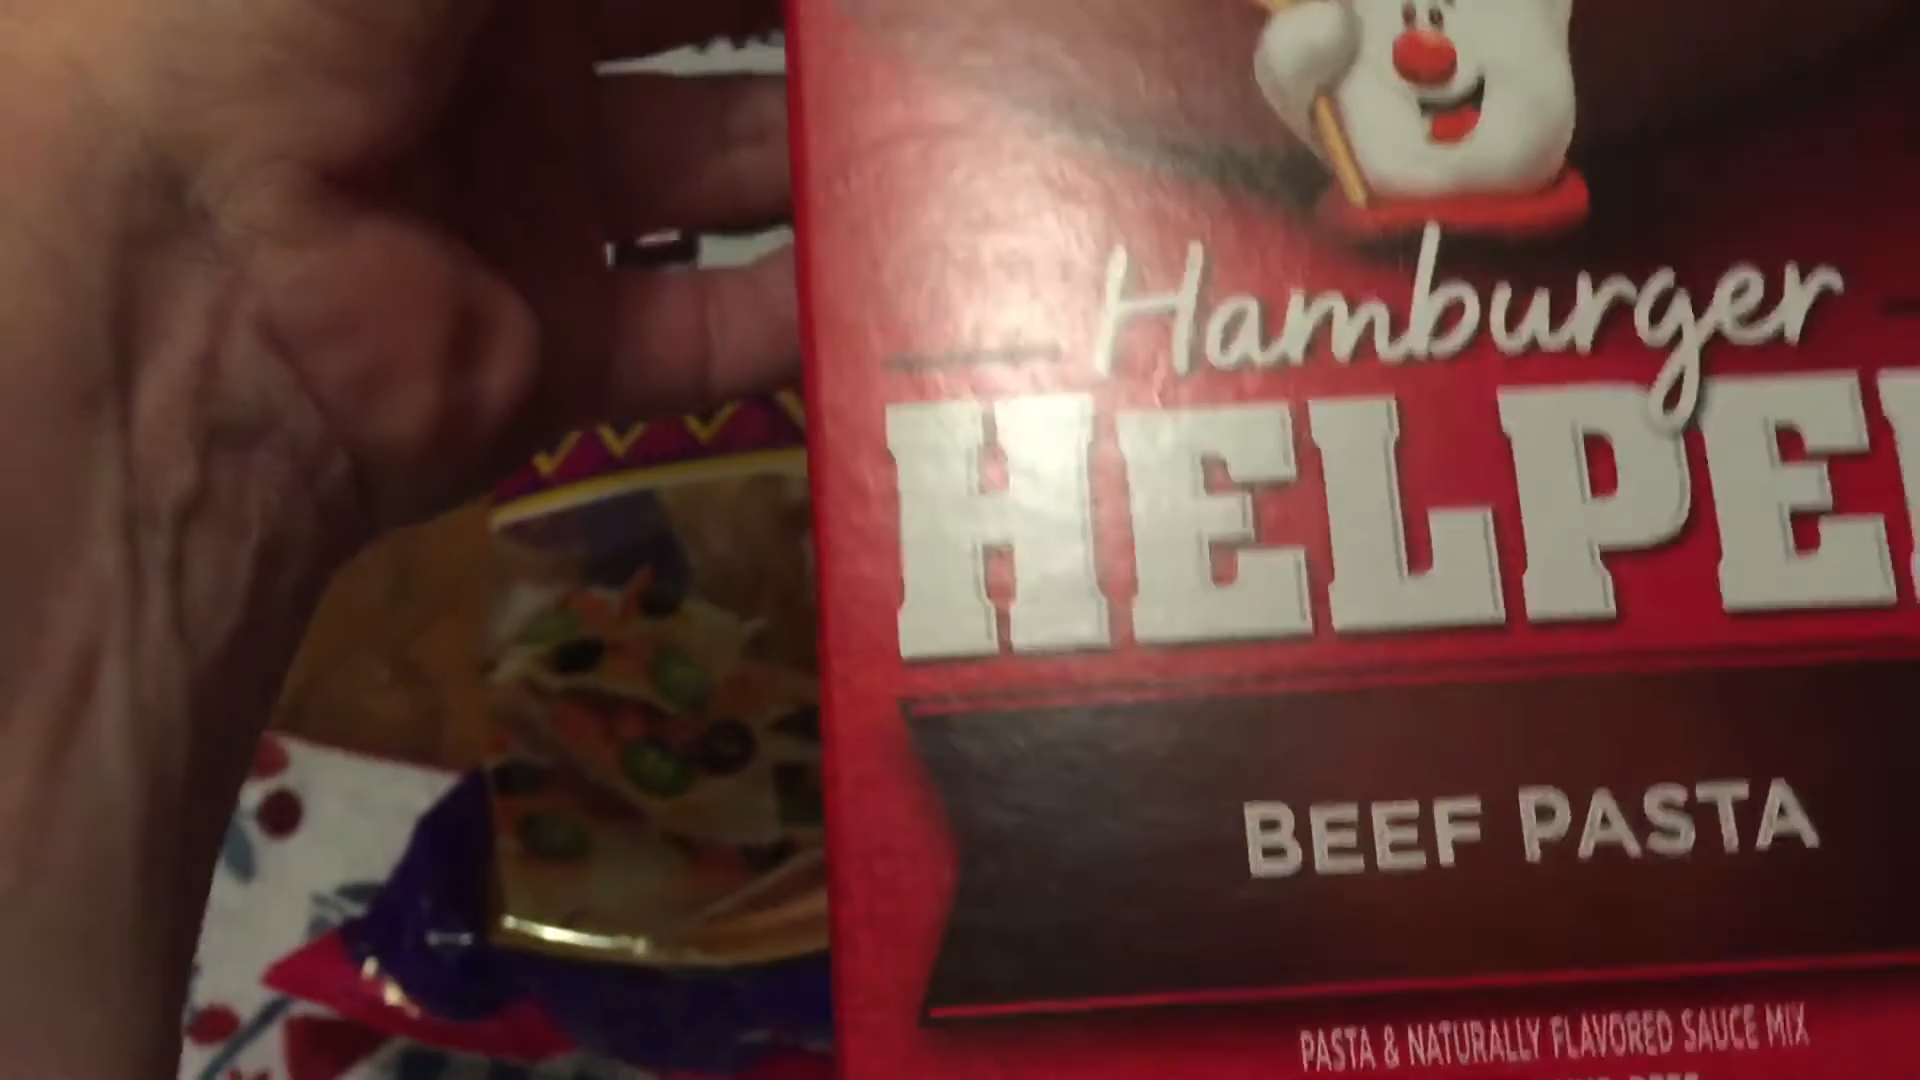 Hamburger
HELPE
BEEF PASTA
PASTA & NATURALLY FLAVORED SAUCE MIX